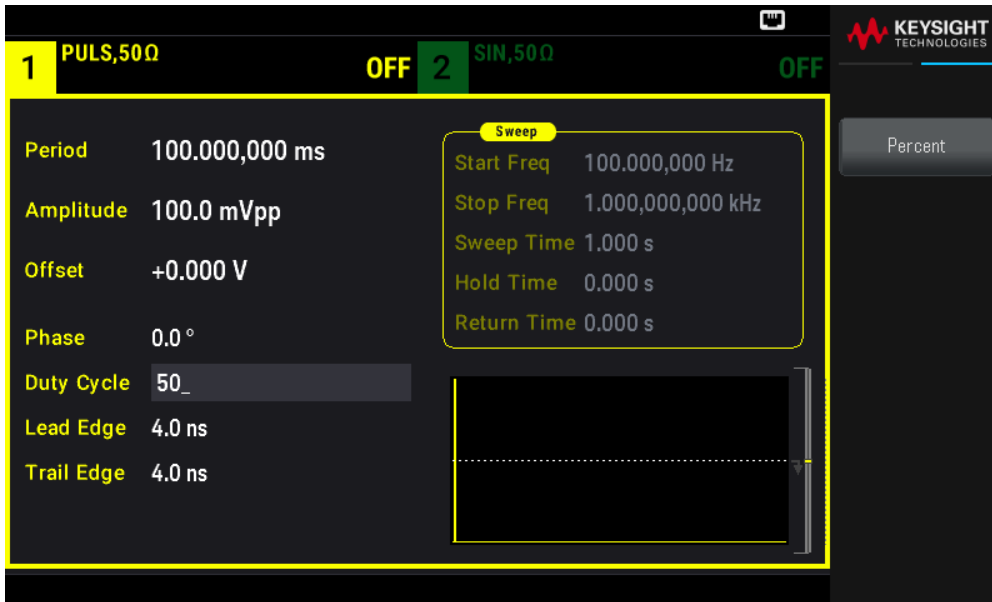 KEYSIGHT
TECHNOLOGIES
1 PULS,50Ω OFF
2 SIN,50Ω OFF
Period 100.000,000 ms
Amplitude 100.0 mVpp
Offset +0.000 V
Phase 0.0 °
Duty Cycle 50_
Lead Edge 4.0 ns
Trail Edge 4.0 ns
Sweep
Start Freq 100.000,000 Hz
Stop Freq 1.000,000,000 kHz
Sweep Time 1.000 s
Hold Time 0.000 s
Return Time 0.000 s
Percent